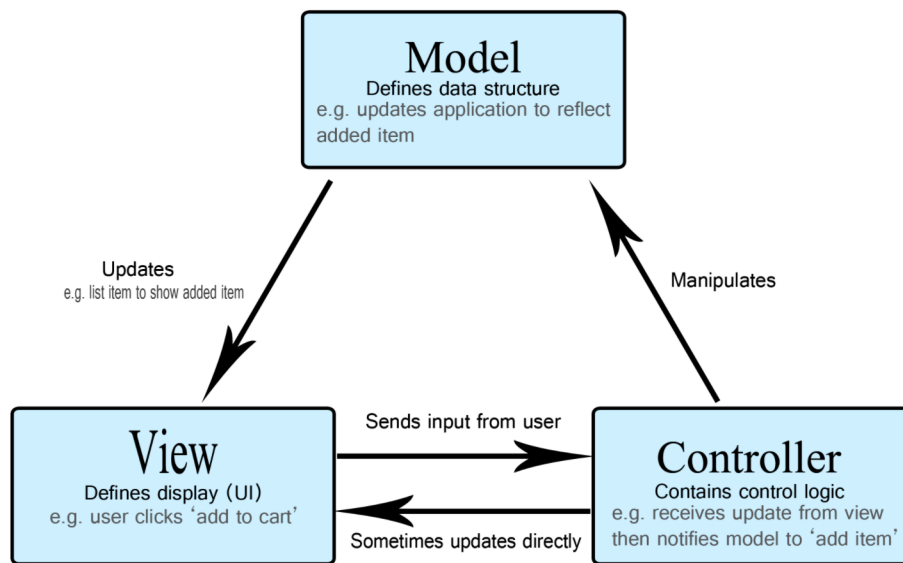 Model
Defines data structure
e.g. updates application to reflect
added item
Updates
e.g. list item to show added item
Manipulates
View
Defines display (UI)
e.g. user clicks ‘add to cart’
Sends input from user
Sometimes updates directly
Controller
Contains control logic
e.g. receives update from view
then notifies model to ‘add item’